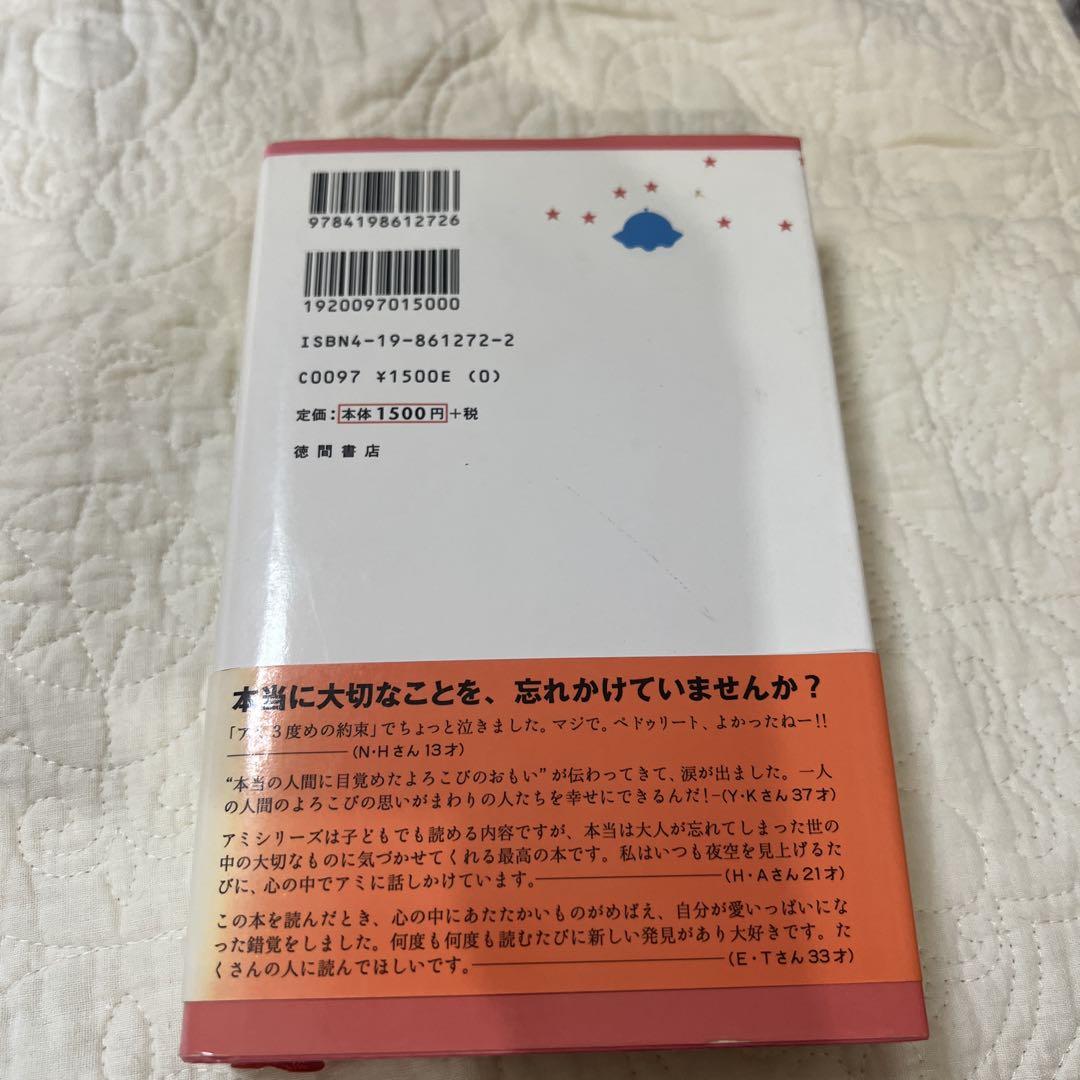 9784198612726
1920097015000
ISBN4-19-861272-2
C0097 ¥1500E (0)
定価：本体1500円+税
徳間書店
本当に大切なことを、忘れかけていませんか？
「アミ3度めの約束」でちょっと泣きました。マジで。ペドゥリート、よかったねー!!
(N・Hさん13才)
“本当の人間に目覚めたよろこびのおもい”が伝わってきて、涙が出ました。一人
の人間のよろこびの思いがまわりの人たちを幸せにできるんだ！-(Y・Kさん37才)
アミシリーズは子どもでも読める内容ですが、本当は大人が忘れてしまった世の
中の大切なものに気づかせてくれる最高の本です。私はいつも夜空を見上げるた
びに、心の中でアミに話しかけています。————(H・Aさん21才)
この本を読んだとき、心の中にあたたかいものがめばえ、自分が愛いっぱいにな
った錯覚をしました。何度も何度も読むたびに新しい発見があり大好きです。た
くさんの人に読んでほしいです。————(E・Tさん33才)